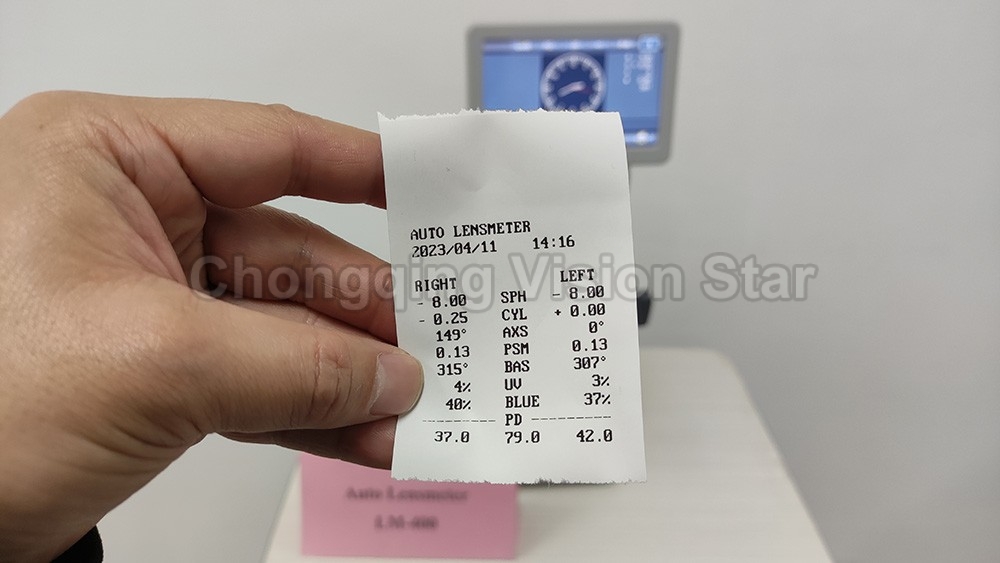 AUTO LENSMETER
2023/04/11 14:16
RIGHT LEFT
- 8.00 SPH - 8.00
- 0.25 CYL + 0.00
149° AXS 0°
0.13 PSM 0.13
315° BAS 307°
4% UV 3%
40% BLUE 37%
---------- PD ----------
37.0 79.0 42.0
Chongqing Vision Star
Auto Lensmeter
LM-400